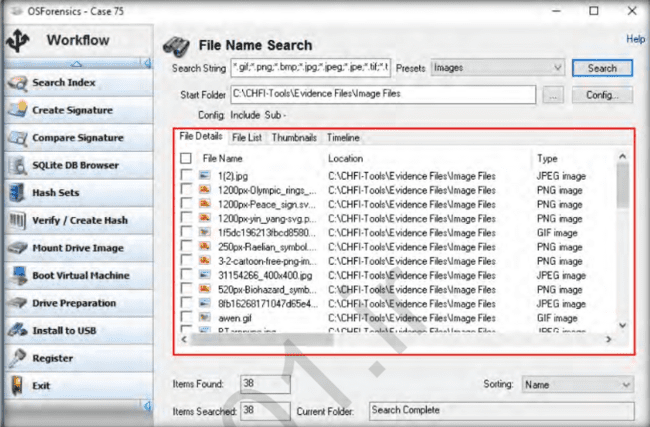 OSForensics - Case 75
Workflow
Search Index
Create Signature
Compare Signature
SQLite DB Browser
Hash Sets
Verify / Create Hash
Mount Drive Image
Boot Virtual Machine
Drive Preparation
Install to USB
Register
Exit
File Name Search
Help
Search String *.gif;*.png;*.bmp;*.jpg;*.jpeg;*.jpe;*.tif;*.t Presets Images Search
Start Folder C:\CHFI-Tools\Evidence Files\Image Files ... Config...
Config: Include Sub -
File Details File List Thumbnails Timeline
File Name Location Type
1(2).jpg C:\CHFI-Tools\Evidence Files\Image Files JPEG image
1200px-Olympic_rings_... C:\CHFI-Tools\Evidence Files\Image Files PNG image
1200px-Peace_sign.sv... C:\CHFI-Tools\Evidence Files\Image Files PNG image
1200px-yin_yang-svg.p... C:\CHFI-Tools\Evidence Files\Image Files PNG image
1f5dc196213fbcd8580... C:\CHFI-Tools\Evidence Files\Image Files GIF image
250px-Raelian_symbol.... C:\CHFI-Tools\Evidence Files\Image Files PNG image
3-2-cartoon-free-png-im... C:\CHFI-Tools\Evidence Files\Image Files PNG image
31154266_400x400.jpg C:\CHFI-Tools\Evidence Files\Image Files JPEG image
520px-Biohazard_symb... C:\CHFI-Tools\Evidence Files\Image Files PNG image
8fb16268171047d65e4... C:\CHFI-Tools\Evidence Files\Image Files JPEG image
awen.gif C:\CHFI-Tools\Evidence Files\Image Files GIF image
C:\CHFI-Tools\Evidence Files\Image Files JPEG image
Items Found: 38 Sorting: Name
Items Searched: 38 Current Folder: Search Complete